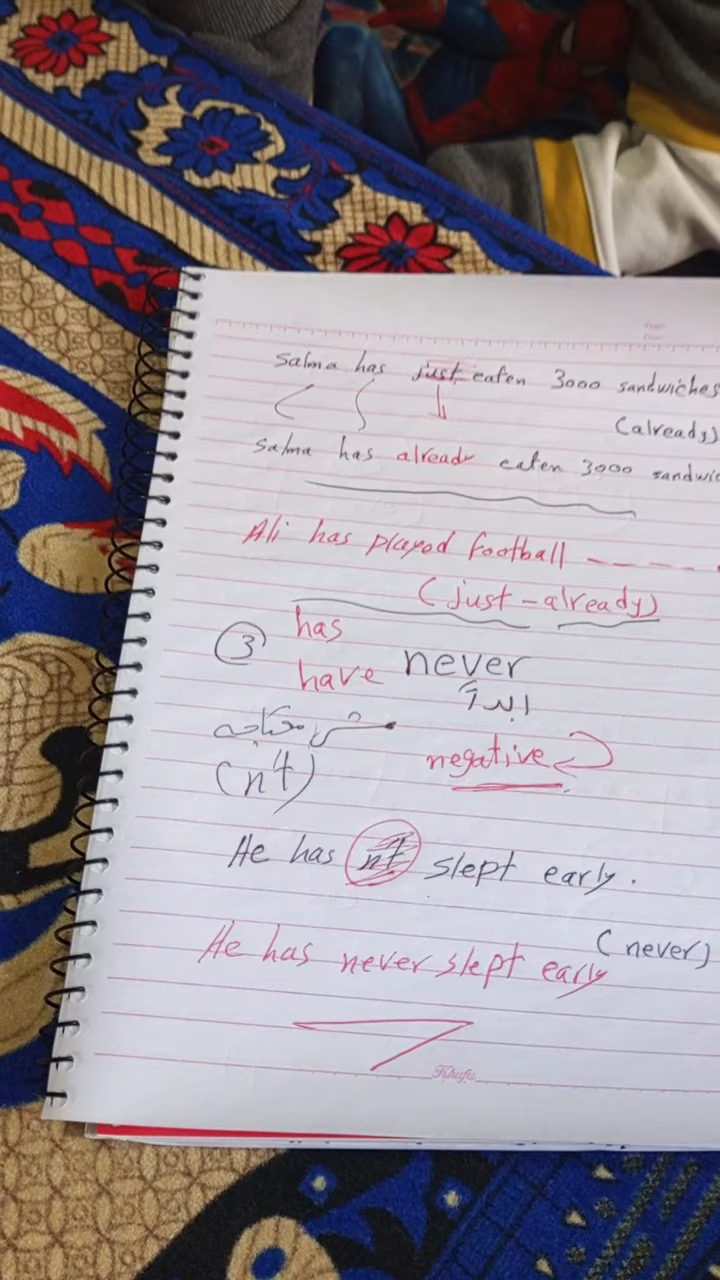 Salma has just eaten 3000 sandwiches
(already)
Salma has already eaten 3000 sandwic
Ali has played football
(just - already)
3 has
have never
ابداً
مش محتاجه
negative
(n't)
He has n't slept early.
(never)
He has never slept early
Khufu